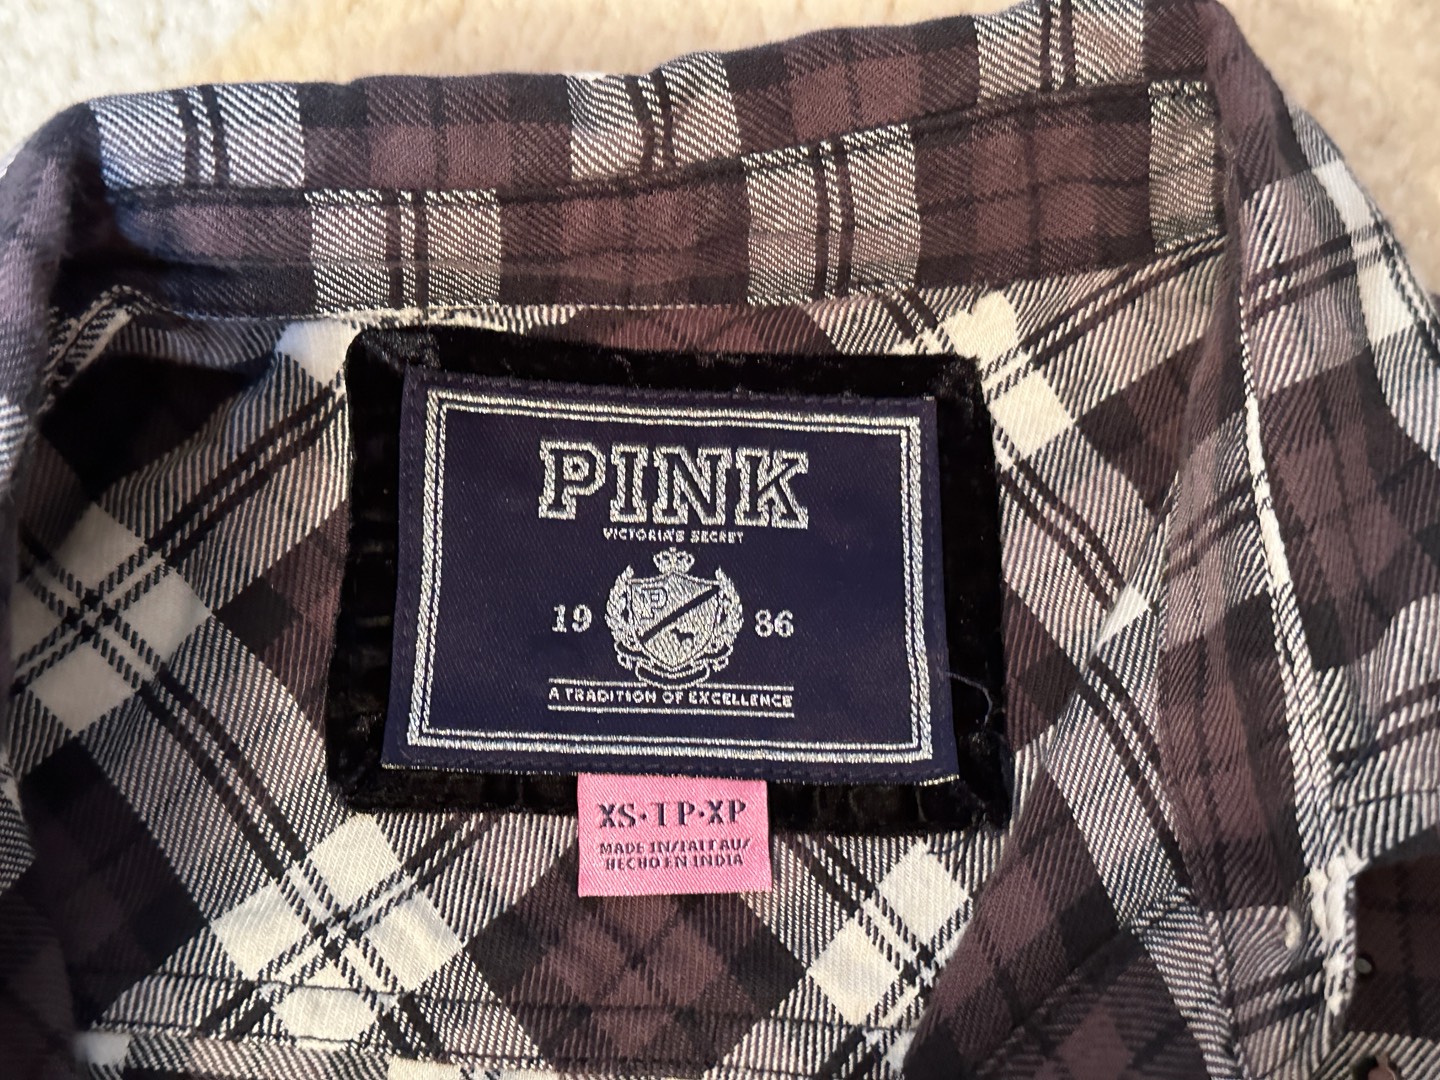 PINK
VICTORIA'S SECRET
P
19 86
A TRADITION OF EXCELLENCE
XS·TP·XP
MADE IN/FAIT AU/
HECHO EN INDIA